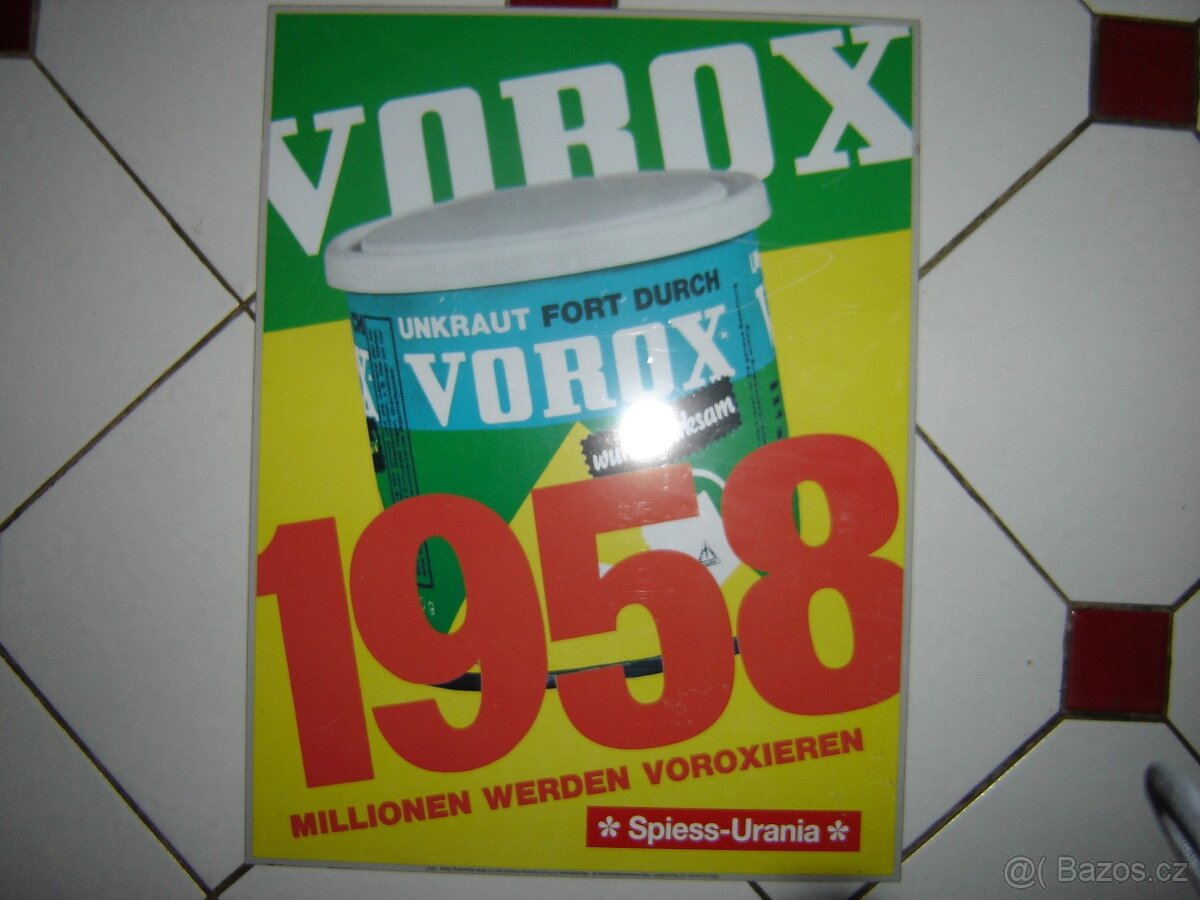 VOROX
UNKRAUT FORT DURCH
VOROX
1958
MILLIONEN WERDEN VOROXIEREN
* Spiess-Urania *
@( Bazos.cz